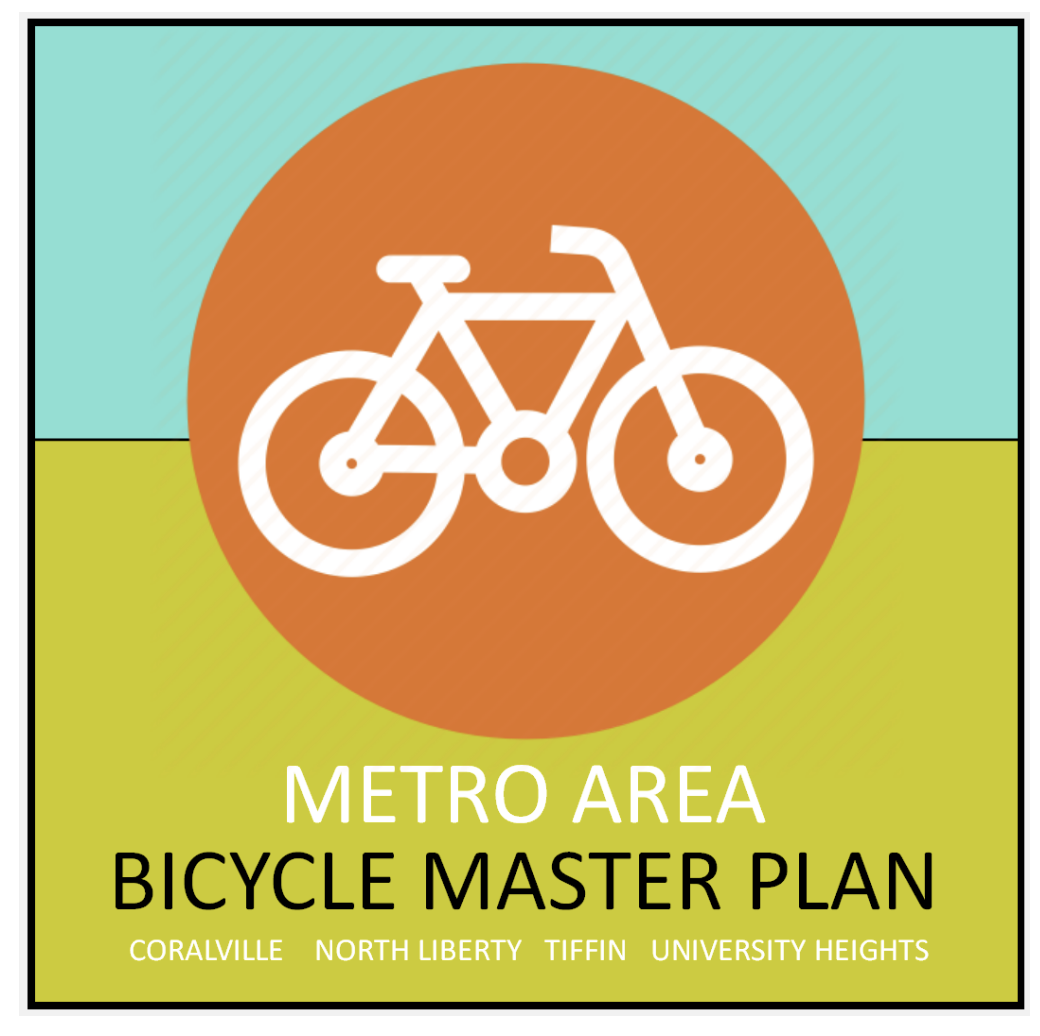 METRO AREA
BICYCLE MASTER PLAN
CORALVILLE NORTH LIBERTY TIFFIN UNIVERSITY HEIGHTS